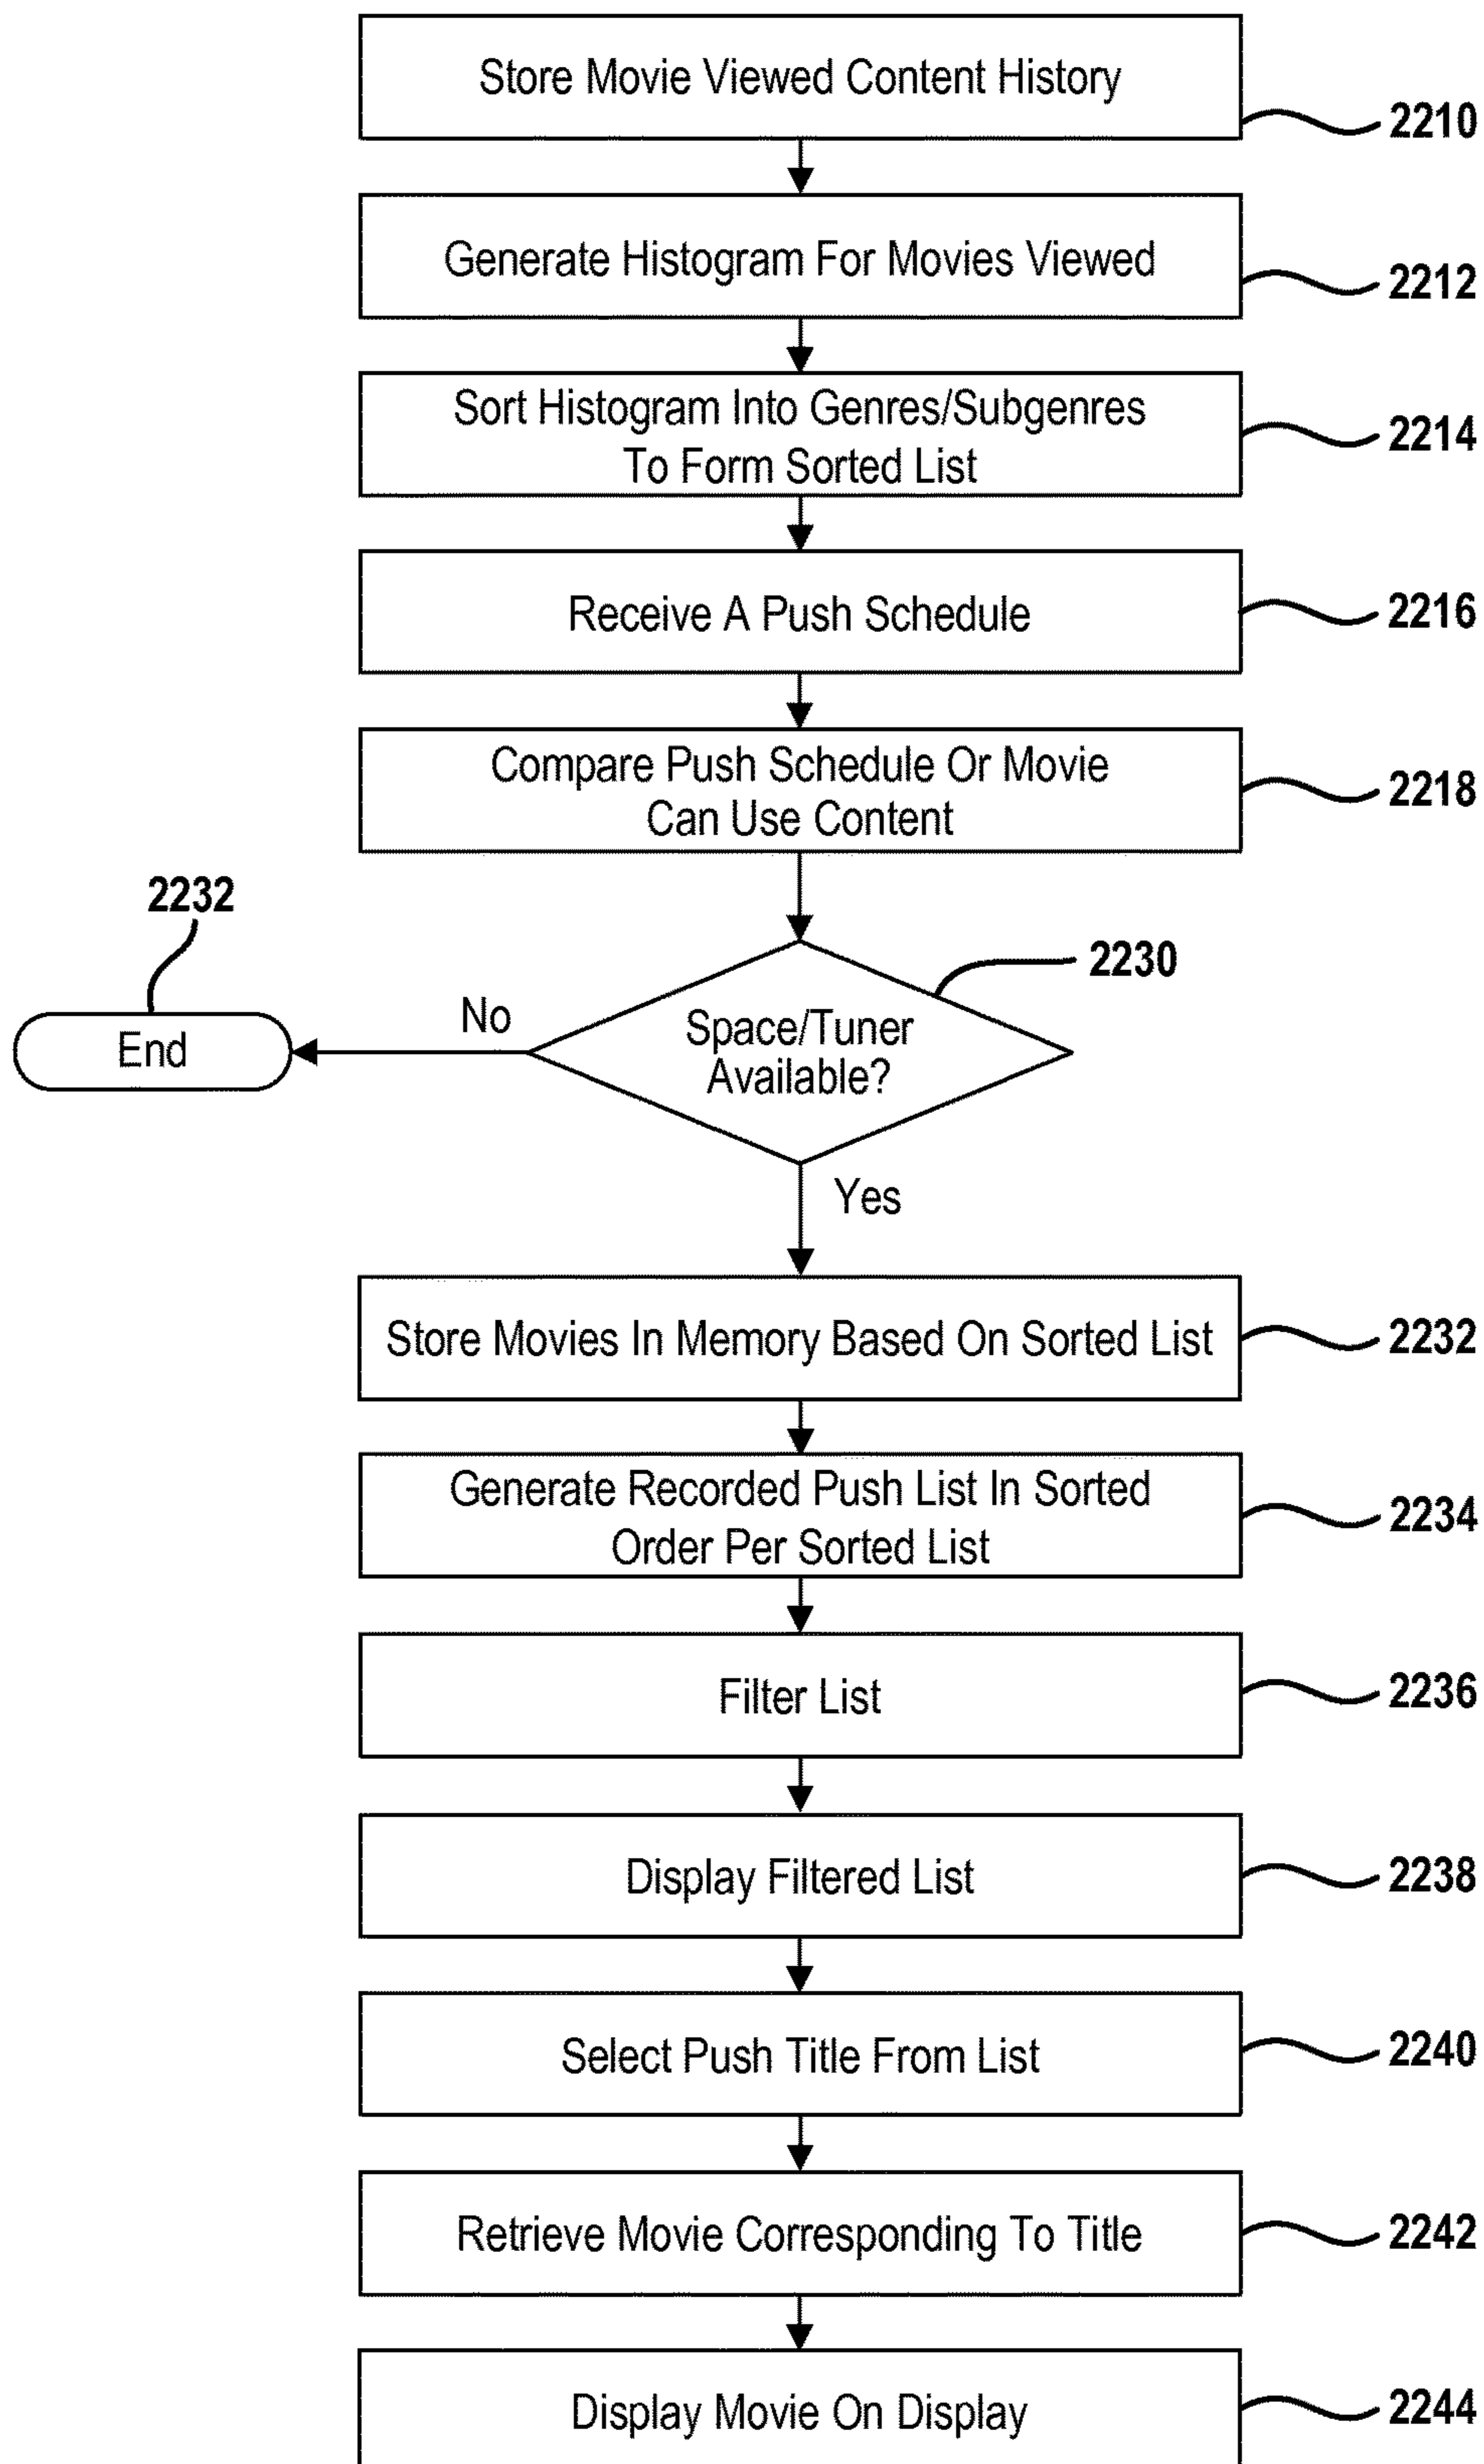 Store Movie Viewed Content History
2210
Generate Histogram For Movies Viewed
2212
Sort Histogram Into Genres/Subgenres
To Form Sorted List
2214
Receive A Push Schedule
2216
Compare Push Schedule Or Movie
Can Use Content
2218
2232
End
No
Space/Tuner
Available?
2230
Yes
Store Movies In Memory Based On Sorted List
2232
Generate Recorded Push List In Sorted
Order Per Sorted List
2234
Filter List
2236
Display Filtered List
2238
Select Push Title From List
2240
Retrieve Movie Corresponding To Title
2242
Display Movie On Display
2244